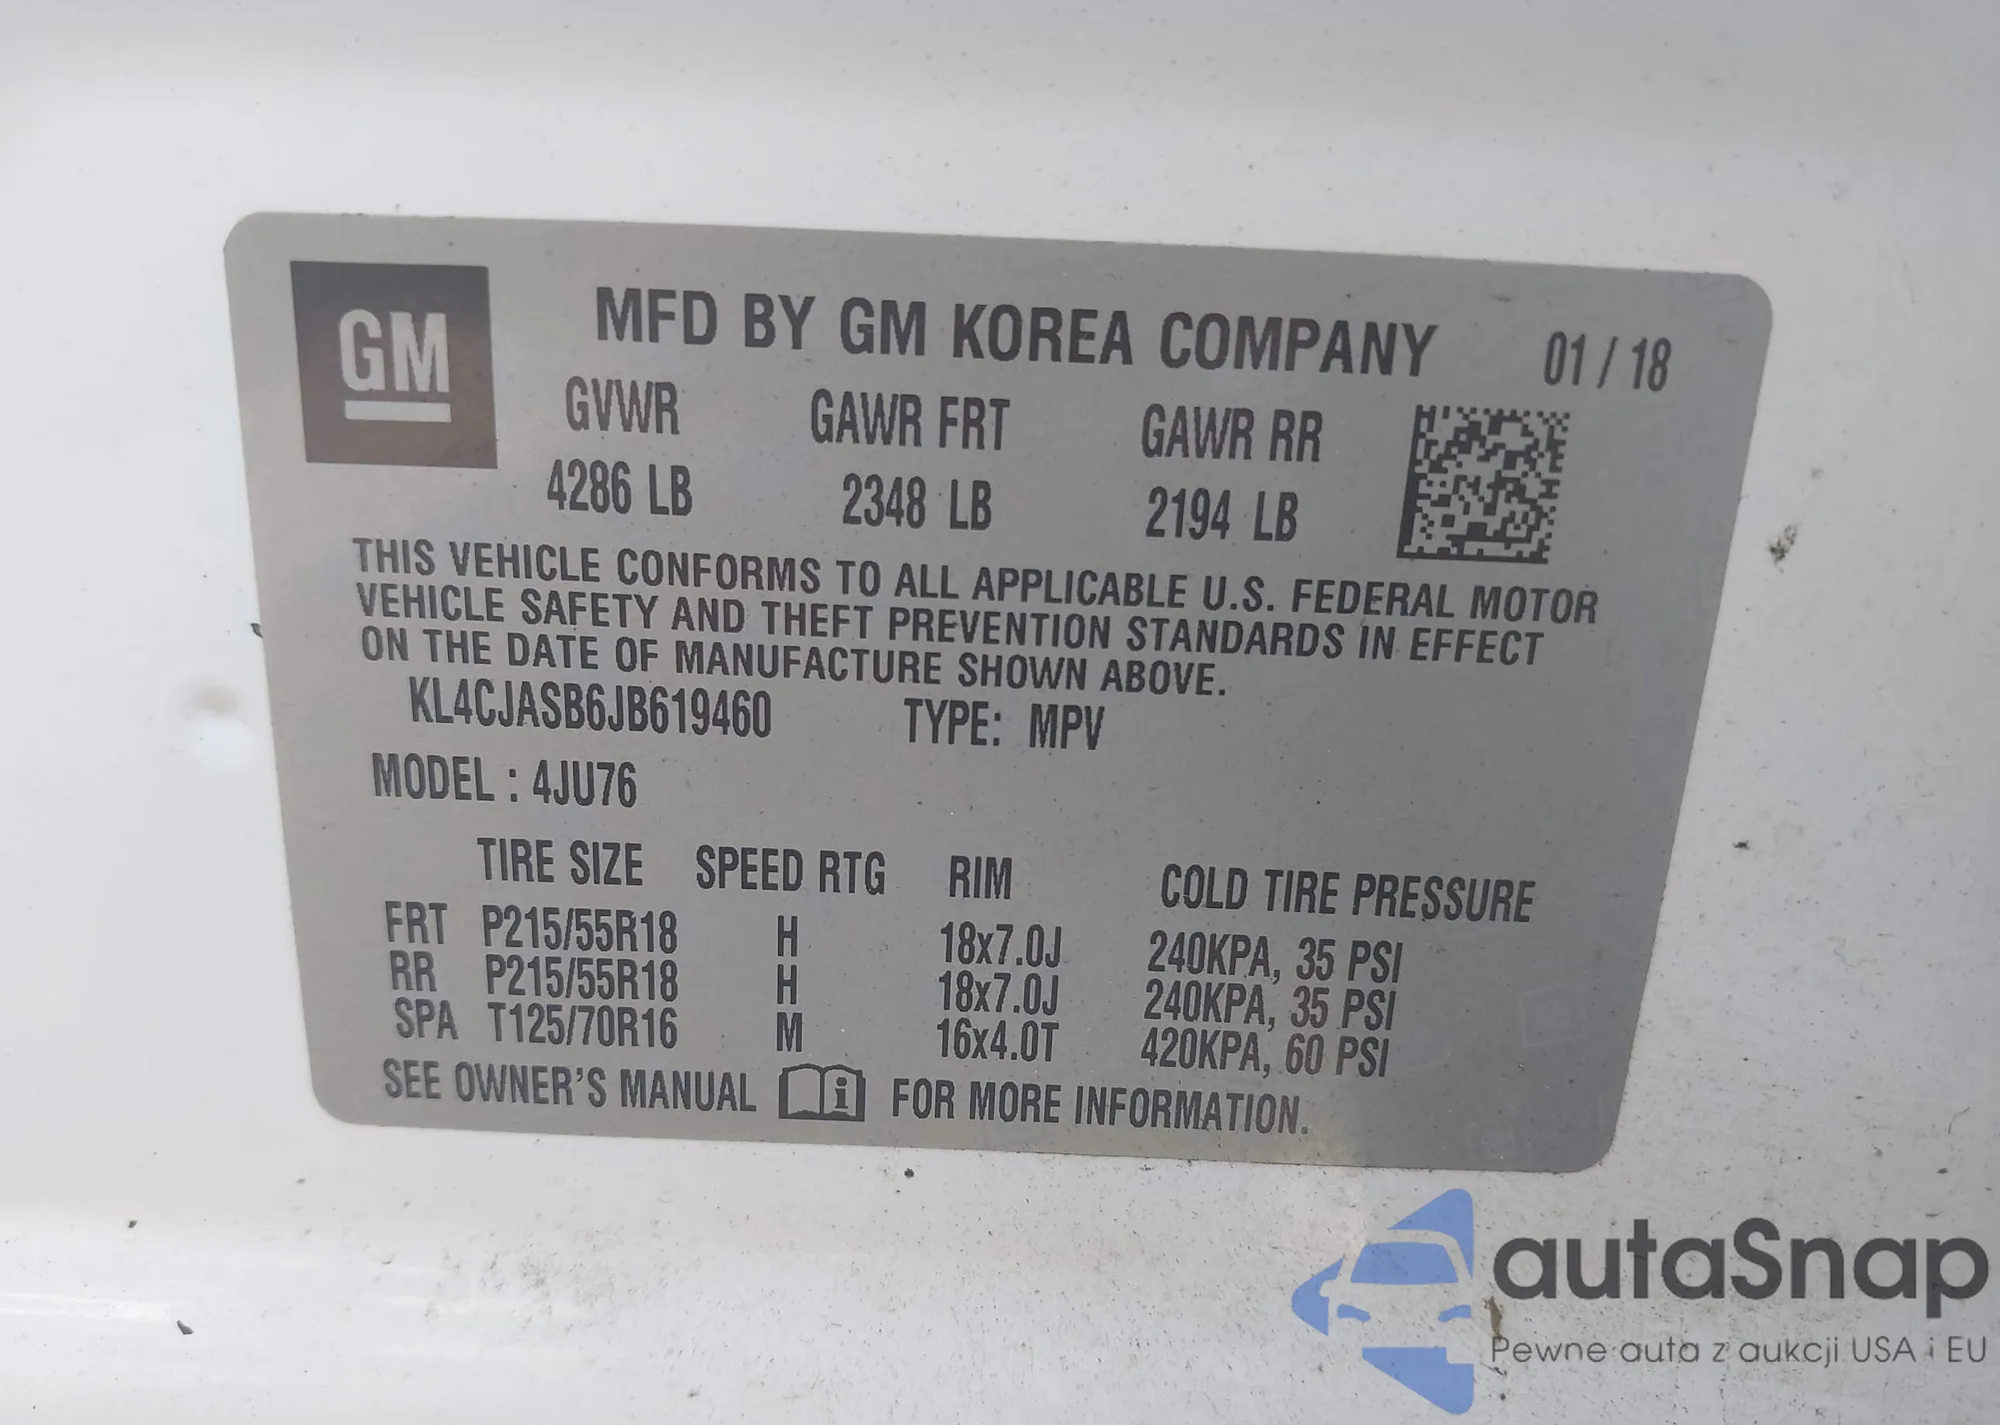 GM
MFD BY GM KOREA COMPANY 01 / 18
GVWR GAWR FRT GAWR RR
4286 LB 2348 LB 2194 LB
THIS VEHICLE CONFORMS TO ALL APPLICABLE U.S. FEDERAL MOTOR
VEHICLE SAFETY AND THEFT PREVENTION STANDARDS IN EFFECT
ON THE DATE OF MANUFACTURE SHOWN ABOVE.
KL4CJASB6JB619460 TYPE: MPV
MODEL : 4JU76
TIRE SIZE SPEED RTG RIM COLD TIRE PRESSURE
FRT P215/55R18 H 18x7.0J 240KPA, 35 PSI
RR P215/55R18 H 18x7.0J 240KPA, 35 PSI
SPA T125/70R16 M 16x4.0T 420KPA, 60 PSI
SEE OWNER'S MANUAL i FOR MORE INFORMATION.
autaSnap
Pewne auta z aukcji USA i EU